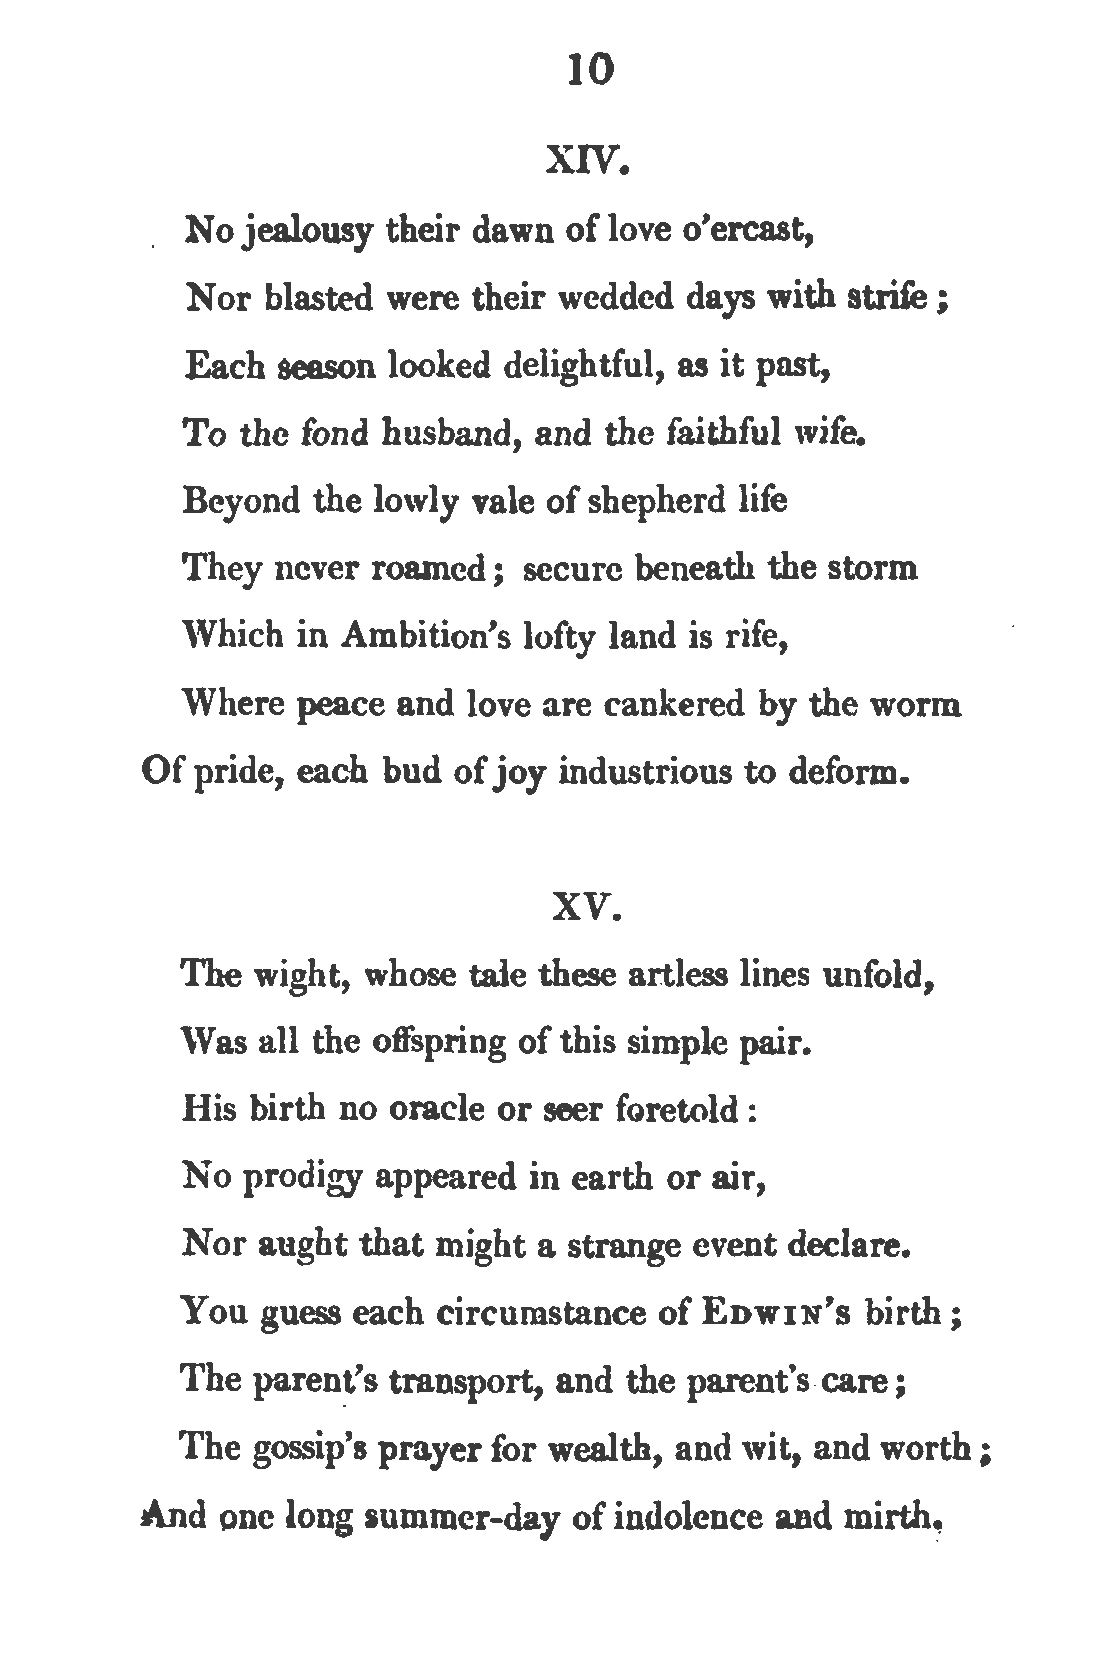 10
XIV.
No jealousy their dawn of love o'ercast,
Nor blasted were their wedded days with strife;
Each season looked delightful, as it past,
To the fond husband, and the faithful wife.
Beyond the lowly vale of shepherd life
They never roamed; secure beneath the storm
Which in Ambition's lofty land is rife,
Where peace and love are cankered by the worm
Of pride, each bud of joy industrious to deform.
XV.
The wight, whose tale these artless lines unfold,
Was all the offspring of this simple pair.
His birth no oracle or seer foretold:
No prodigy appeared in earth or air,
Nor aught that might a strange event declare.
You guess each circumstance of EDWIN's birth;
The parent's transport, and the parent's care;
The gossip's prayer for wealth, and wit, and worth;
And one long summer-day of indolence and mirth.